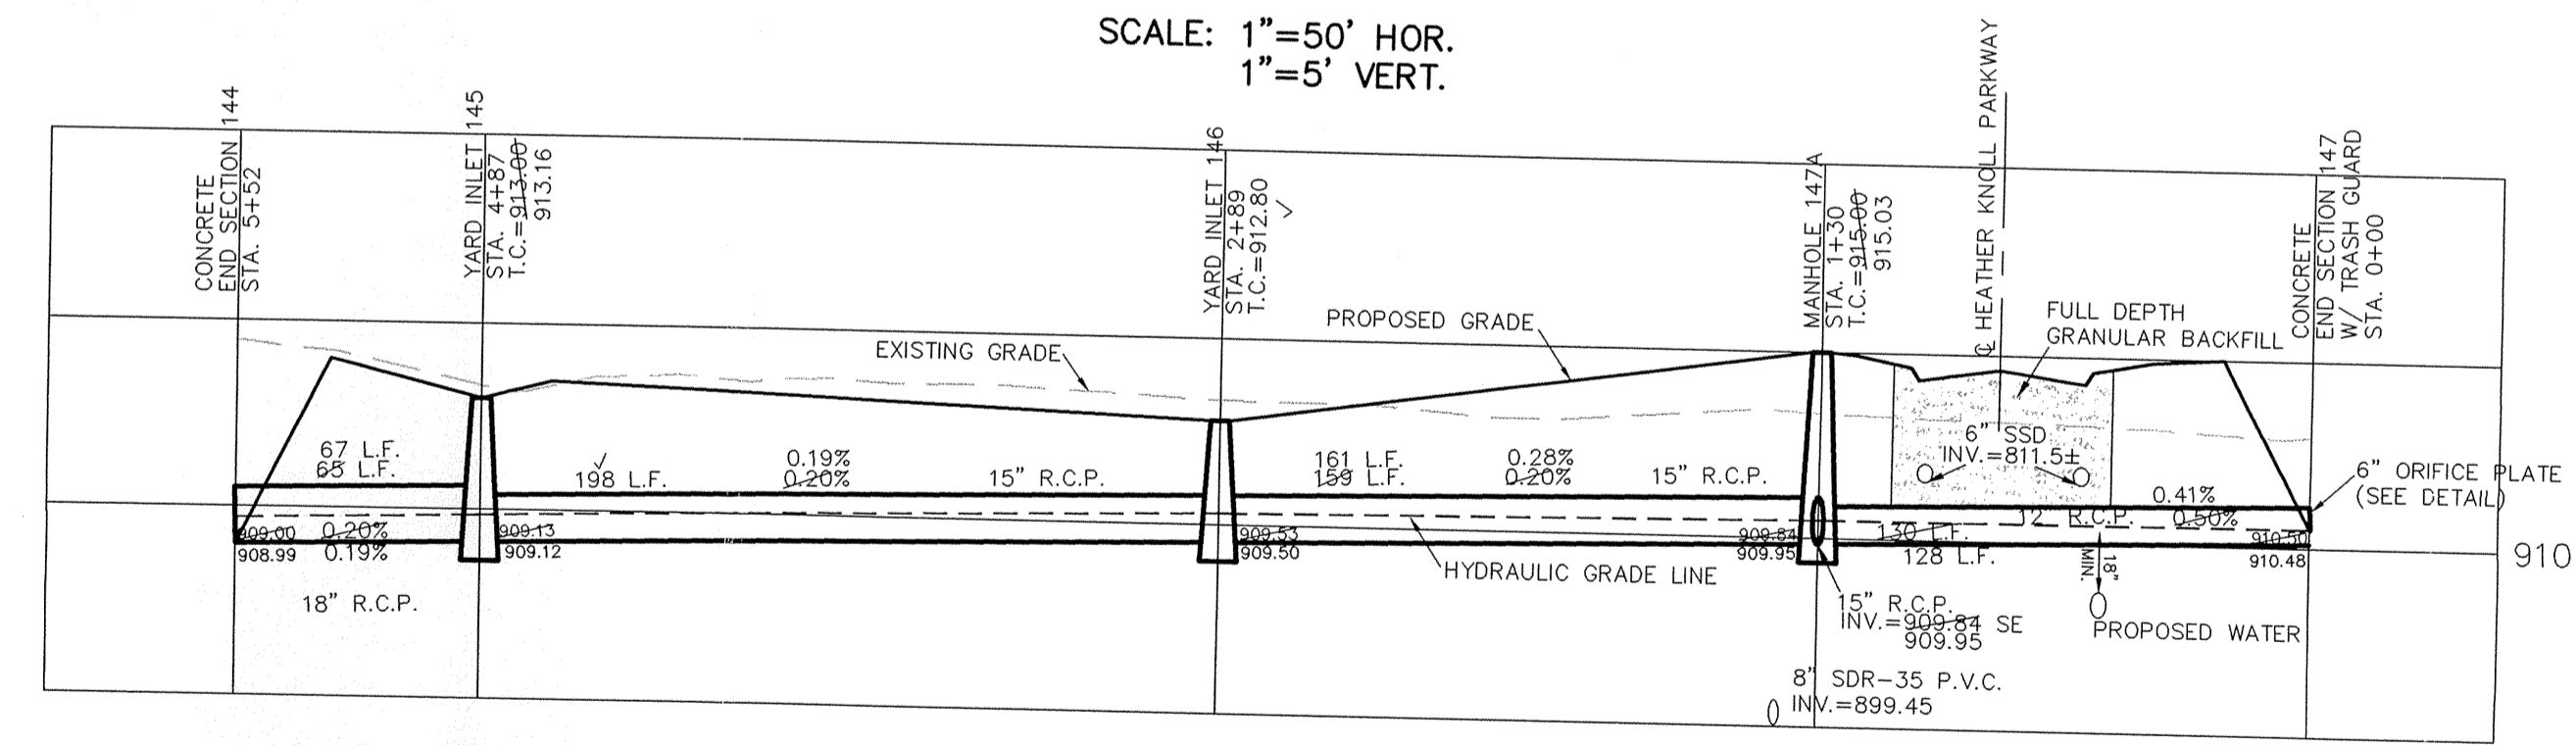 SCALE: 1"=50' HOR.
1"=5' VERT.
CONCRETE
END SECTION 144
STA. 5+52
YARD INLET 145
STA. 4+87
T.C.=913.00
913.16
YARD INLET 146
STA. 2+89
T.C.=912.80
✓
MANHOLE 147A
STA. 1+30
T.C.=915.00
915.03
℄ HEATHER KNOLL PARKWAY
CONCRETE
END SECTION 147
W/ TRASH GUARD
STA. 0+00
PROPOSED GRADE
EXISTING GRADE
FULL DEPTH
GRANULAR BACKFILL
67 L.F.
65 L.F.
✓
198 L.F.
0.19%
0.20%
15" R.C.P.
161 L.F.
159 L.F.
0.28%
0.20%
15" R.C.P.
6" SSD
INV.=811.5±
6" ORIFICE PLATE
(SEE DETAIL)
0.41%
12" R.C.P.
0.50%
909.00
0.20%
908.99
0.19%
909.13
909.12
909.53
909.50
909.84
909.95
130 L.F.
128 L.F.
910.50
910.48
910
HYDRAULIC GRADE LINE
18" R.C.P.
18"
MIN.
15" R.C.P.
INV.=909.84 SE
909.95
PROPOSED WATER
8" SDR-35 P.V.C.
INV.=899.45